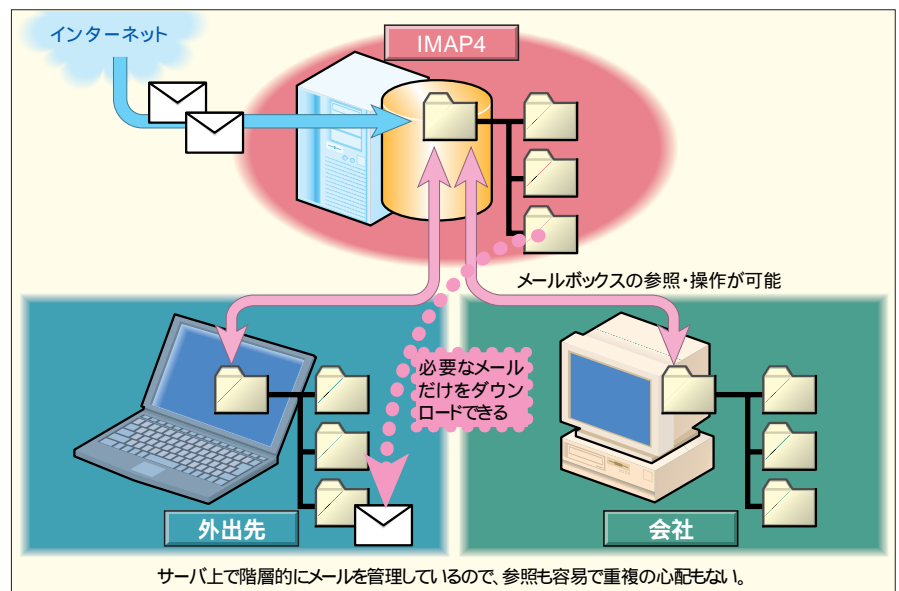 インターネット
IMAP4
メールボックスの参照・操作が可能
必要なメール
だけをダウン
ロードできる
外出先
会社
サーバ上で階層的にメールを管理しているので、参照も容易で重複の心配もない。